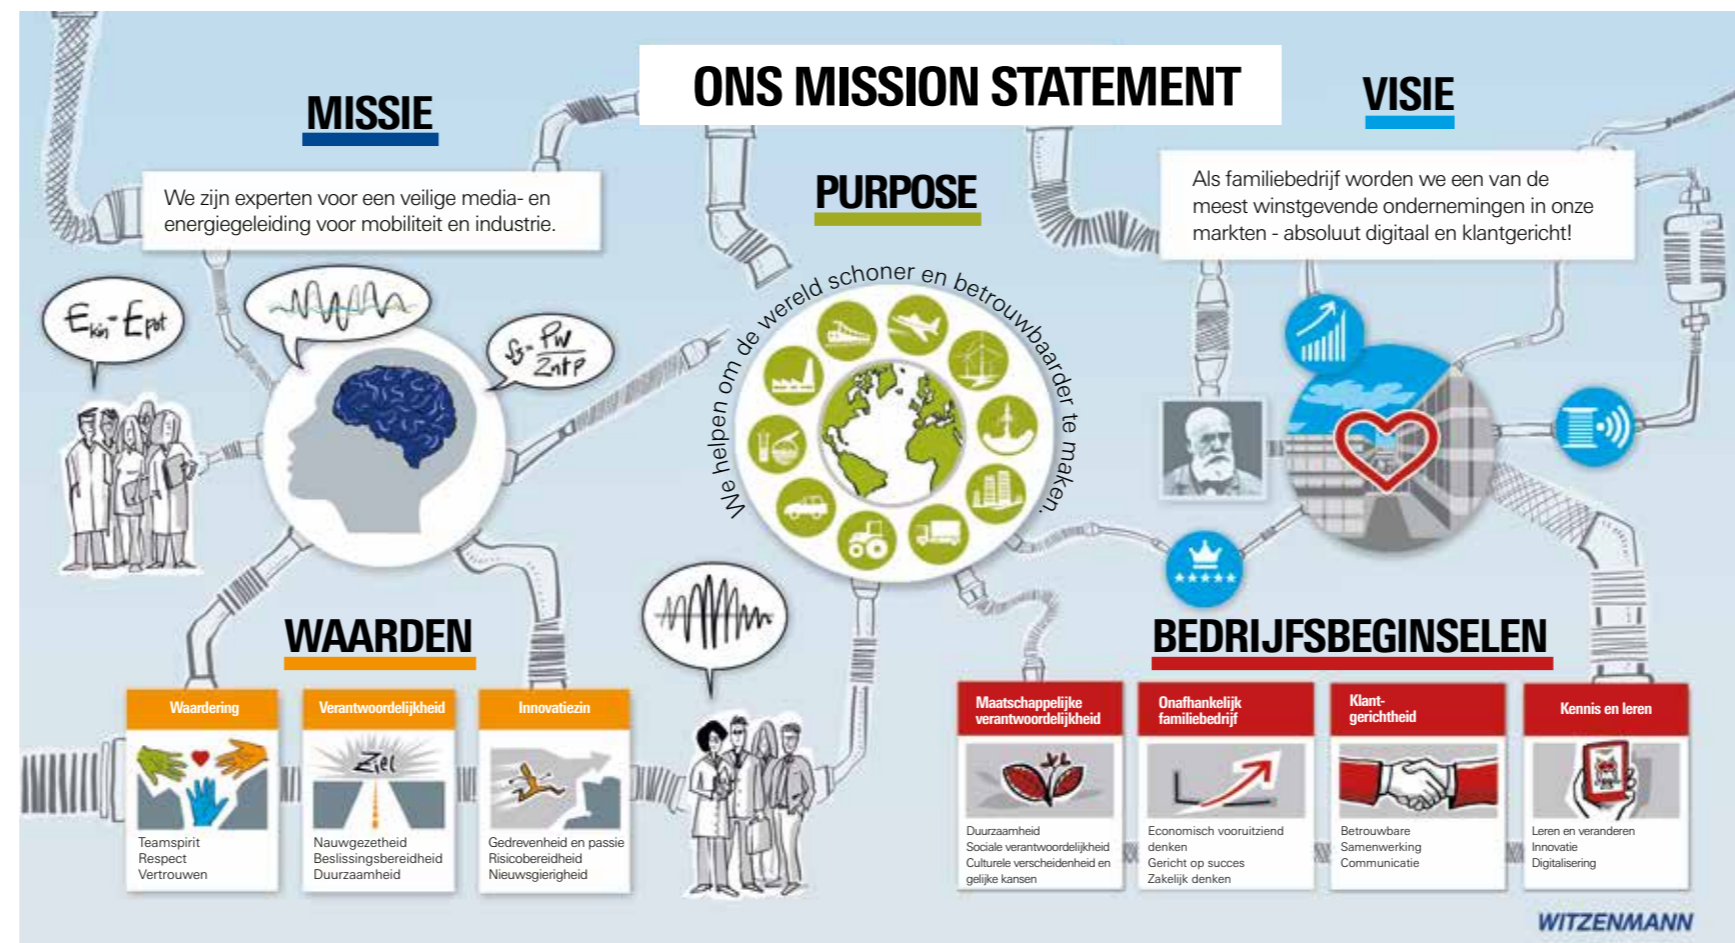 ONS MISSION STATEMENT
MISSIE
We zijn experten voor een veilige media- en
energiegeleiding voor mobiliteit en industrie.
PURPOSE
We helpen om de wereld schoner en betrouwbaarder te maken.
VISIE
Als familiebedrijf worden we een van de
meest winstgevende ondernemingen in onze
markten - absoluut digitaal en klantgericht!
Ekin = Epot
WAARDEN
Waardering
Teamspirit
Respect
Vertrouwen
Verantwoordelijkheid
Ziel
Nauwgezetheid
Beslissingsbereidheid
Duurzaamheid
Innovatiezin
Gedrevenheid en passie
Risicobereidheid
Nieuwsgierigheid
BEDRIJFSBEGINSELEN
Maatschappelijke
verantwoordelijkheid
Duurzaamheid
Sociale verantwoordelijkheid
Culturele verscheidenheid en
gelijke kansen
Onafhankelijk
familiebedrijf
Economisch vooruitziend
denken
Gericht op succes
Zakelijk denken
Klant-
gerichtheid
Betrouwbare
Samenwerking
Communicatie
Kennis en leren
Leren en veranderen
Innovatie
Digitalisering
WITZENMANN